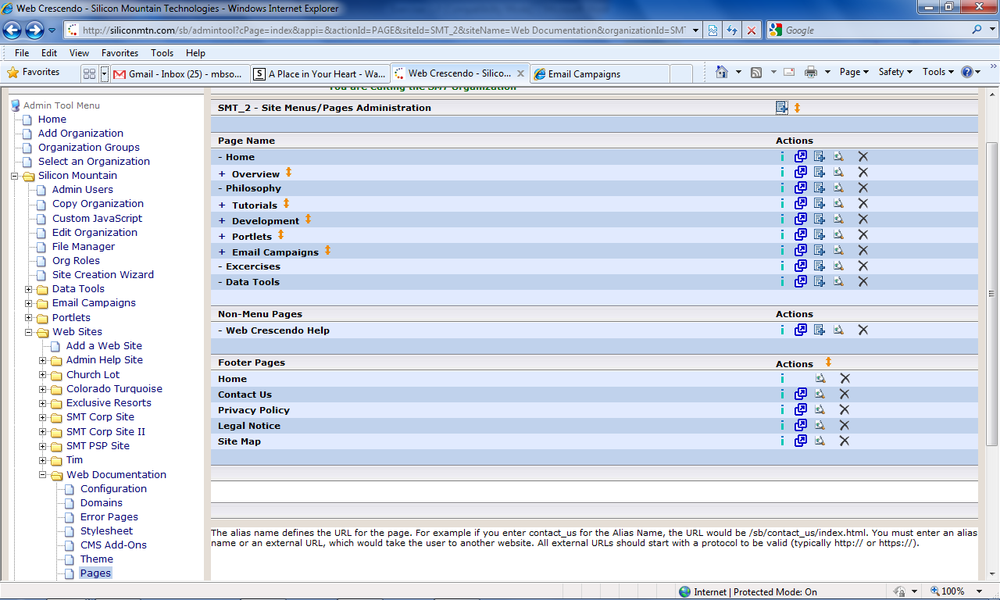 Web Crescendo - Silicon Mountain Technologies - Windows Internet Explorer
http://siliconmtn.com/sb/admintool?cPage=index&appi=&actionId=PAGE&siteId=SMT_2&siteName=Web Documentation&organizationId=SMT
Google
File Edit View Favorites Tools Help
Favorites
Gmail - Inbox (25) - mbso...
A Place in Your Heart - Wa...
Web Crescendo - Silico...
Email Campaigns
Page Safety Tools
Admin Tool Menu
Home
Add Organization
Organization Groups
Select an Organization
Silicon Mountain
Admin Users
Copy Organization
Custom JavaScript
Edit Organization
File Manager
Org Roles
Site Creation Wizard
Data Tools
Email Campaigns
Portlets
Web Sites
Add a Web Site
Admin Help Site
Church Lot
Colorado Turquoise
Exclusive Resorts
SMT Corp Site
SMT Corp Site II
SMT PSP Site
Tim
Web Documentation
Configuration
Domains
Error Pages
Stylesheet
CMS Add-Ons
Theme
Pages
You are editing the SMT Organization
SMT_2 - Site Menus/Pages Administration
Page Name Actions
- Home
+ Overview
- Philosophy
+ Tutorials
+ Development
+ Portlets
+ Email Campaigns
- Excercises
- Data Tools
Non-Menu Pages Actions
- Web Crescendo Help
Footer Pages Actions
Home
Contact Us
Privacy Policy
Legal Notice
Site Map
The alias name defines the URL for the page. For example if you enter contact_us for the Alias Name, the URL would be /sb/contact_us/index.html. You must enter an alias
name or an external URL, which would take the user to another website. All external URLs should start with a protocol to be valid (typically http:// or https://).
Internet | Protected Mode: On
100%